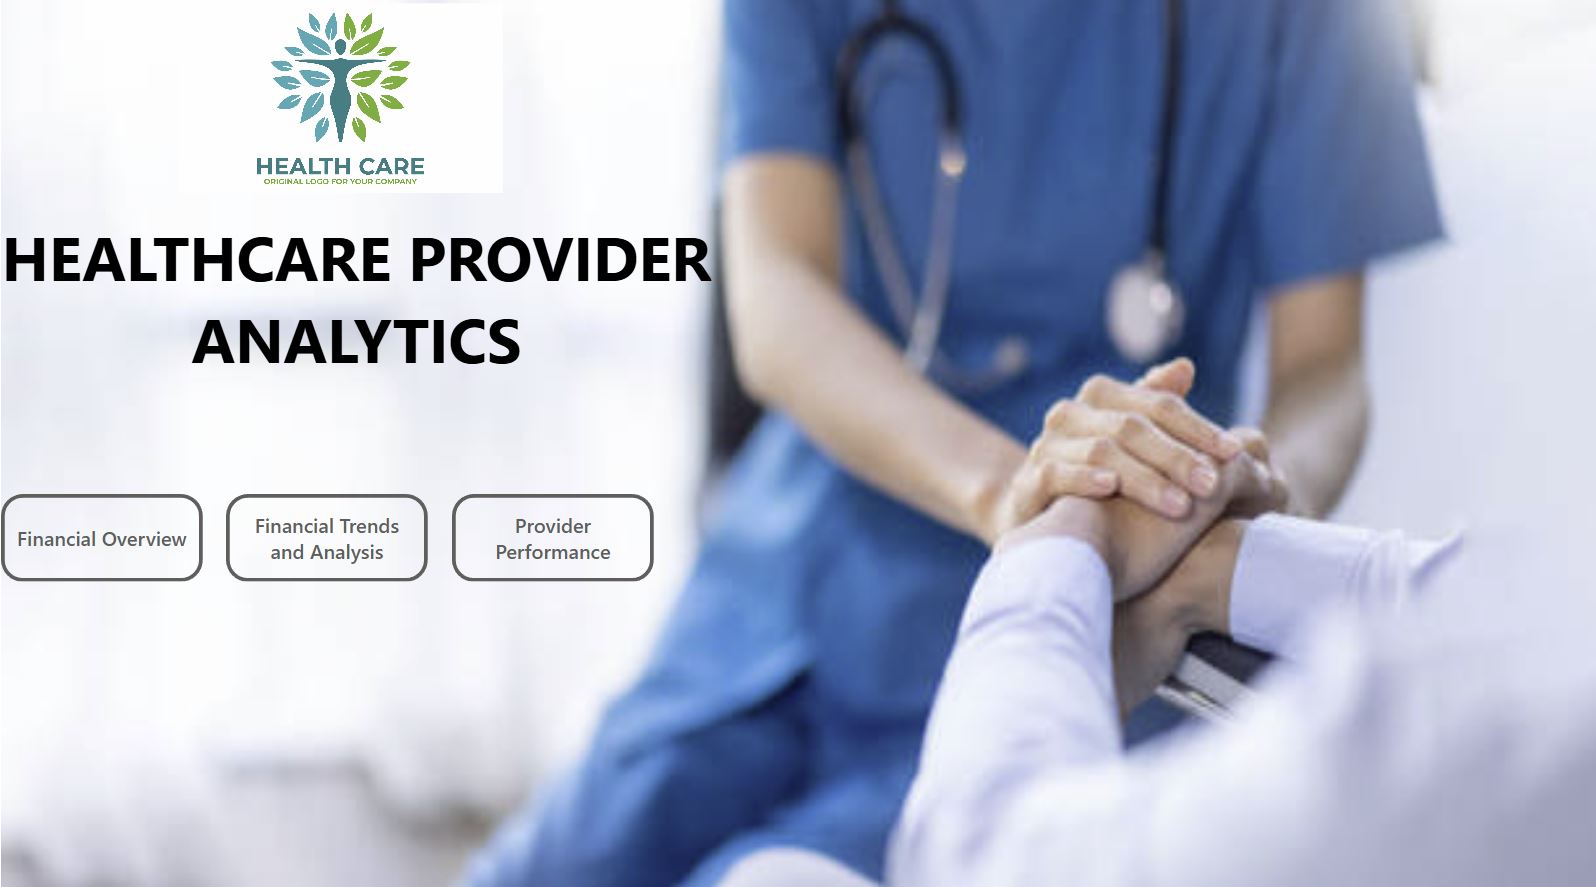 HEALTH CARE
ORIGINAL LOGO FOR YOUR COMPANY
HEALTHCARE PROVIDER
ANALYTICS
Financial Overview
Financial Trends
and Analysis
Provider
Performance